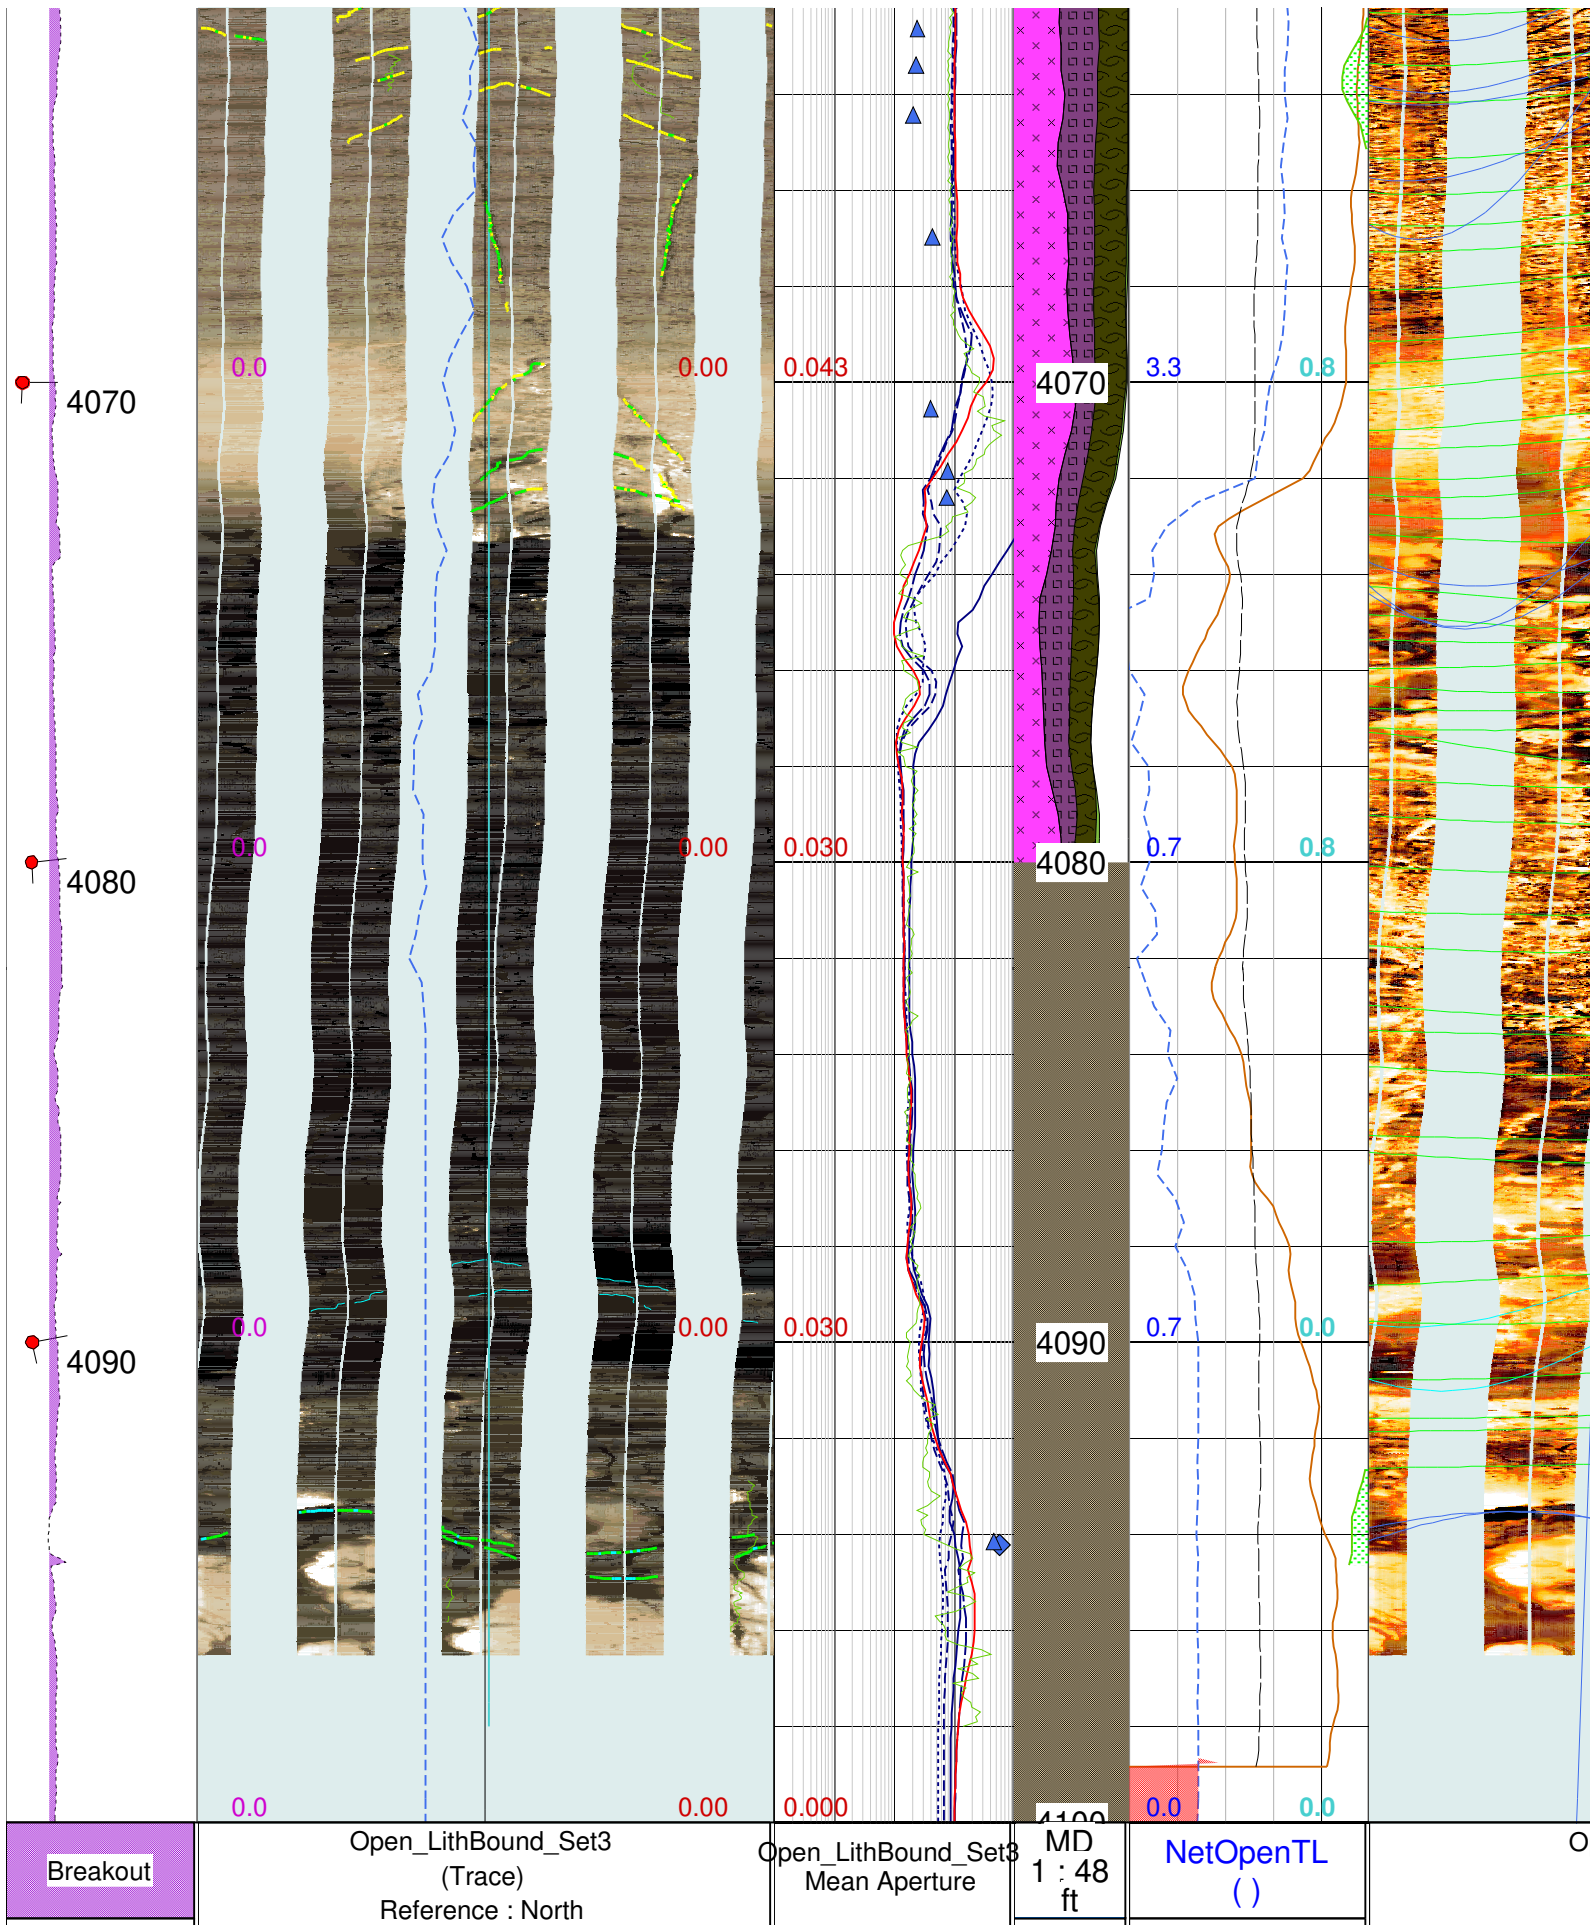 0.0 0.00 0.043 3.3 0.8
4070 4070
0.0 0.00 0.030 0.7 0.8
4080 4080
0.0 0.00 0.030 0.7 0.0
4090 4090
0.0 0.00 0.000 4100 0.0 0.0
Breakout
Open_LithBound_Set3
(Trace)
Reference : North
Open_LithBound_Set3
Mean Aperture
MD
1 : 48
ft
NetOpenTL
( )
O